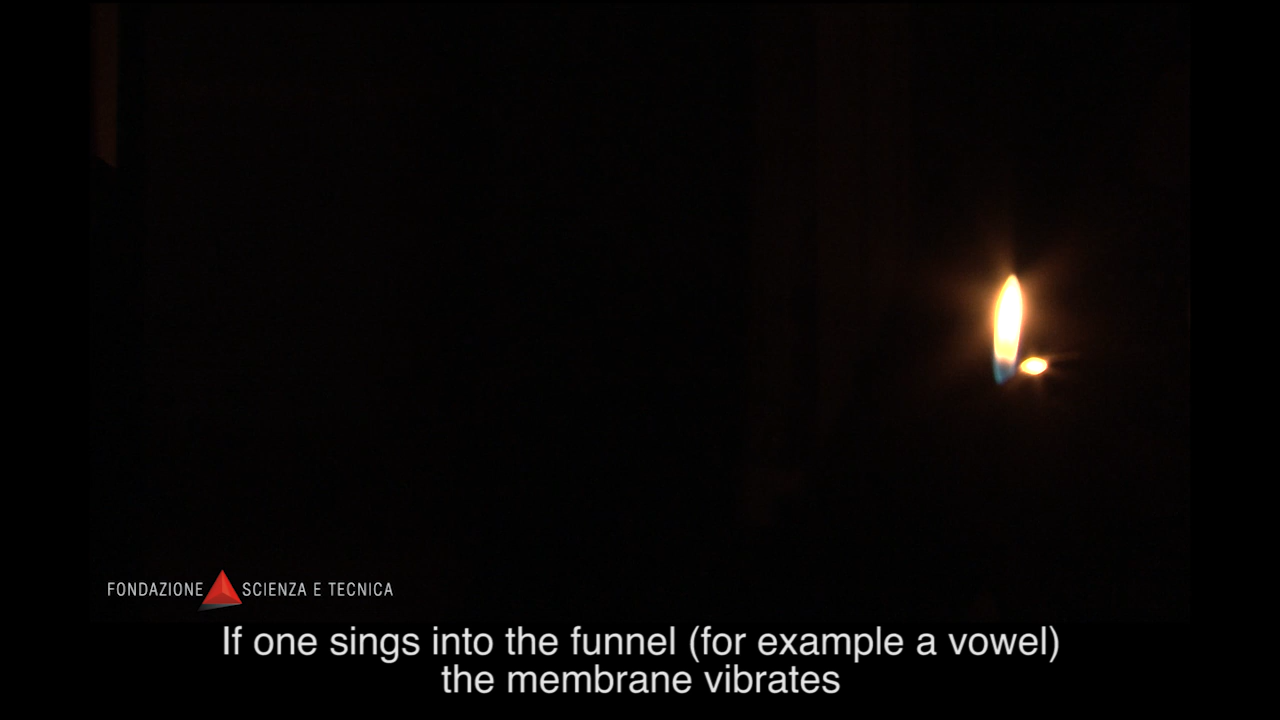 FONDAZIONE SCIENZA E TECNICA
If one sings into the funnel (for example a vowel)
the membrane vibrates